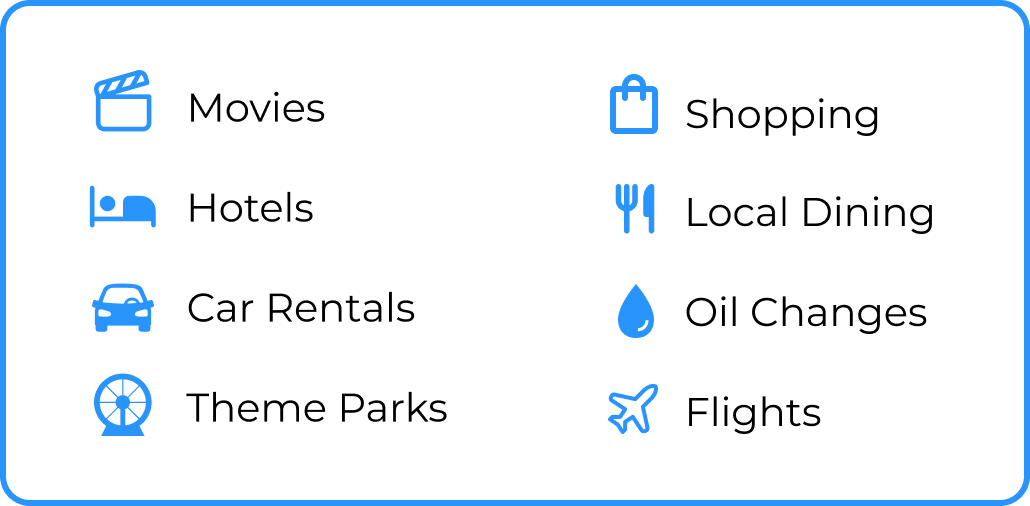 Movies
Hotels
Car Rentals
Theme Parks
Shopping
Local Dining
Oil Changes
Flights